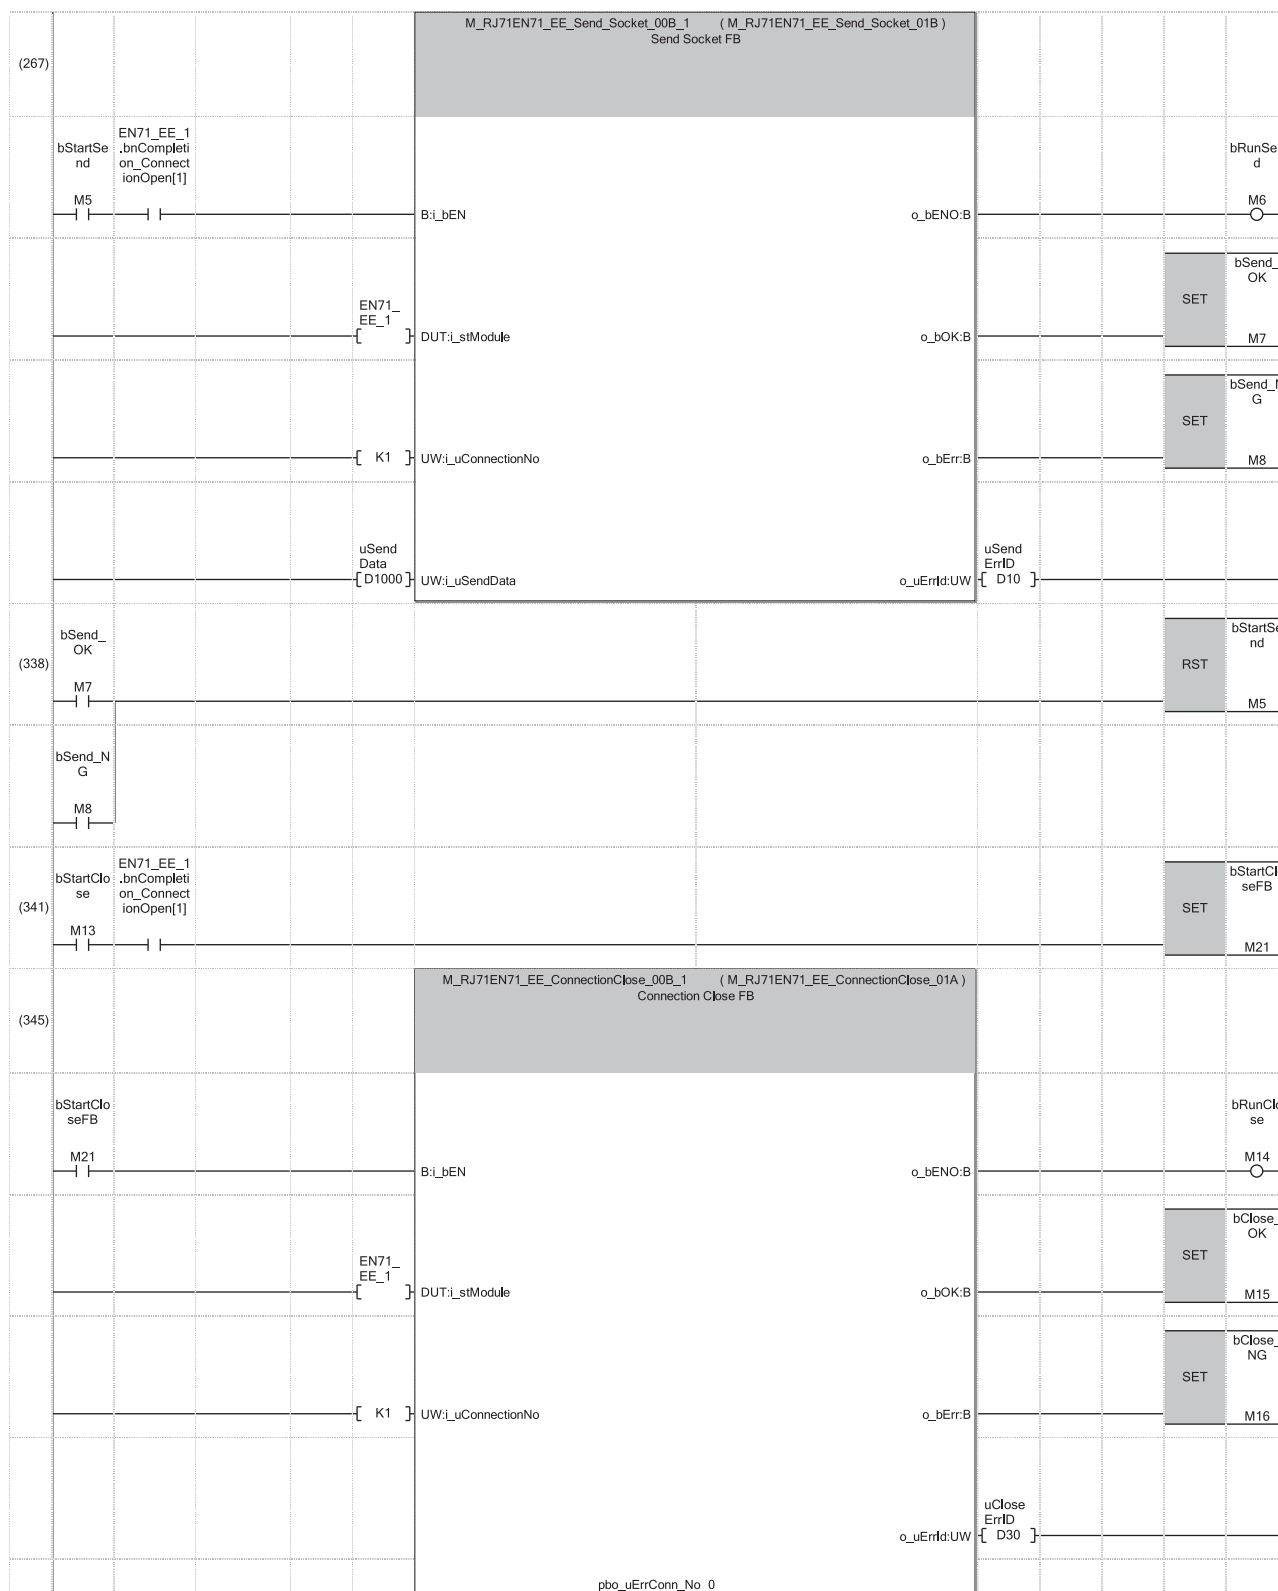 M_RJ71EN71_EE_Send_Socket_00B_1 ( M_RJ71EN71_EE_Send_Socket_01B )
Send Socket FB
(267)
bStartSe
nd
M5
EN71_EE_1
.bnCompleti
on_Connect
ionOpen[1]
B:i_bEN
o_bENO:B
bRunSe
d
M6
EN71_
EE_1
DUT:i_stModule
o_bOK:B
SET
bSend_
OK
M7
K1
UW:i_uConnectionNo
o_bErr:B
SET
bSend_N
G
M8
uSend
Data
D1000
UW:i_uSendData
o_uErrId:UW
uSend
ErrID
D10
(338)
bSend_
OK
M7
RST
bStartSe
nd
M5
bSend_N
G
M8
(341)
bStartClo
se
M13
EN71_EE_1
.bnCompleti
on_Connect
ionOpen[1]
SET
bStartCl
seFB
M21
M_RJ71EN71_EE_ConnectionClose_00B_1 ( M_RJ71EN71_EE_ConnectionClose_01A )
Connection Close FB
(345)
bStartClo
seFB
M21
B:i_bEN
o_bENO:B
bRunClo
se
M14
EN71_
EE_1
DUT:i_stModule
o_bOK:B
SET
bClose_
OK
M15
K1
UW:i_uConnectionNo
o_bErr:B
SET
bClose_
NG
M16
o_uErrId:UW
uClose
ErrID
D30
pbo_uErrConn_No 0